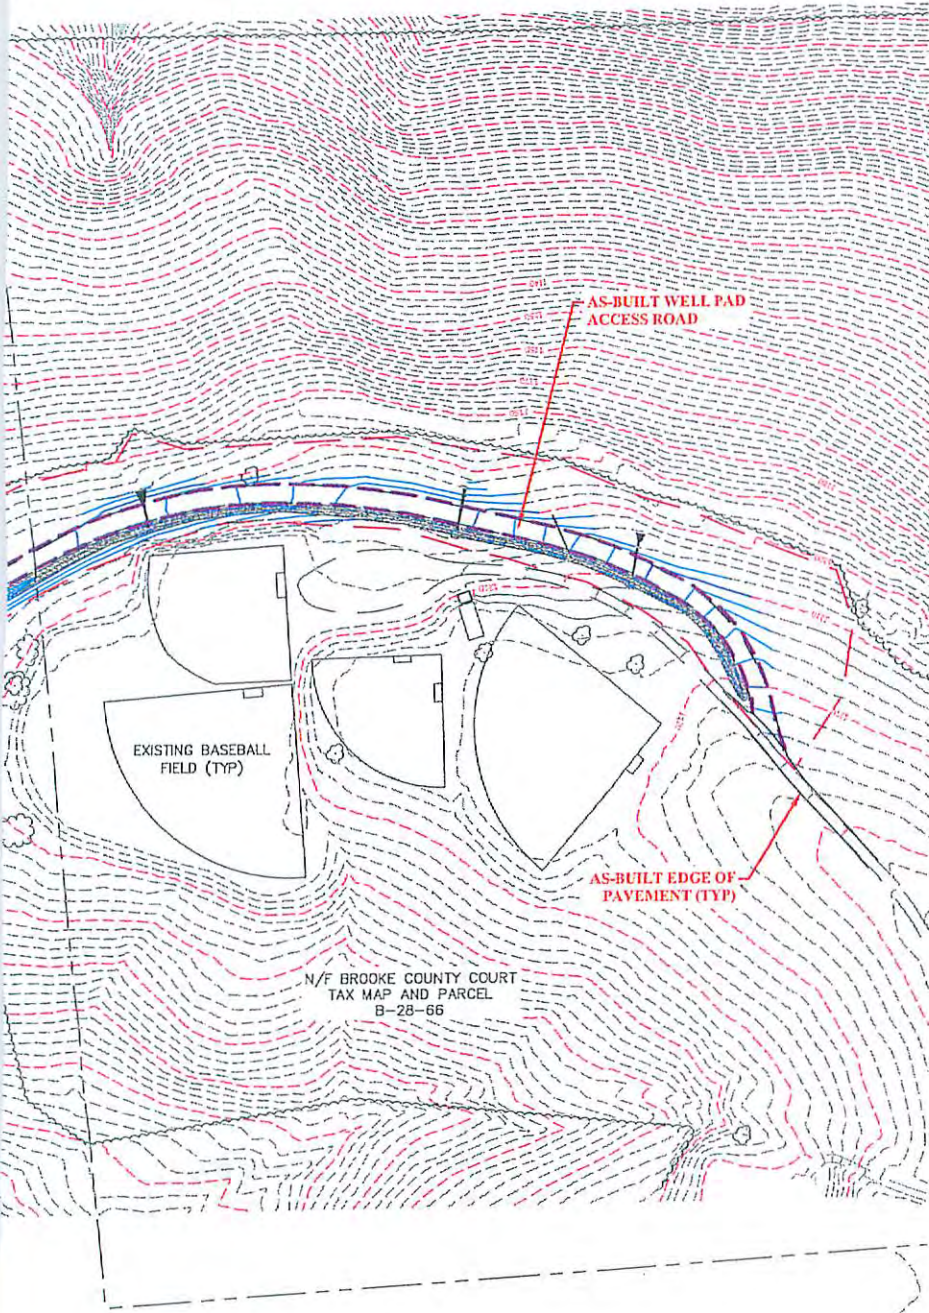 AS-BUILT WELL PAD
ACCESS ROAD
EXISTING BASEBALL
FIELD (TYP)
AS-BUILT EDGE OF
PAVEMENT (TYP)
N/F BROOKE COUNTY COURT
TAX MAP AND PARCEL
B-28-66